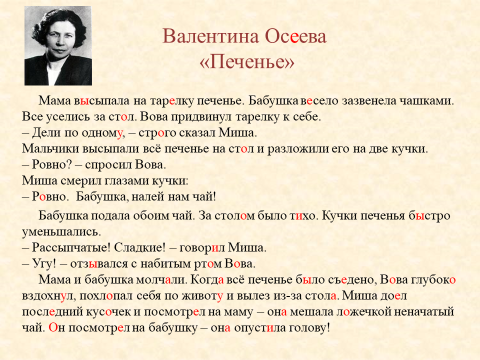 Валентина Осеева
«Печенье»
Мама высыпала на тарелку печенье. Бабушка весело зазвенела чашками.
Все уселись за стол. Вова придвинул тарелку к себе.
– Дели по одному, – строго сказал Миша.
Мальчики высыпали всё печенье на стол и разложили его на две кучки.
– Ровно? – спросил Вова.
Миша смерил глазами кучки:
– Ровно. Бабушка, налей нам чай!
Бабушка подала обоим чай. За столом было тихо. Кучки печенья быстро
уменьшались.
– Рассыпчатые! Сладкие! – говорил Миша.
– Угу! – отзывался с набитым ртом Вова.
Мама и бабушка молчали. Когда всё печенье было съедено, Вова глубоко
вздохнул, похлопал себя по животу и вылез из-за стола. Миша доел
последний кусочек и посмотрел на маму – она мешала ложечкой неначатый
чай. Он посмотрел на бабушку – она опустила голову!